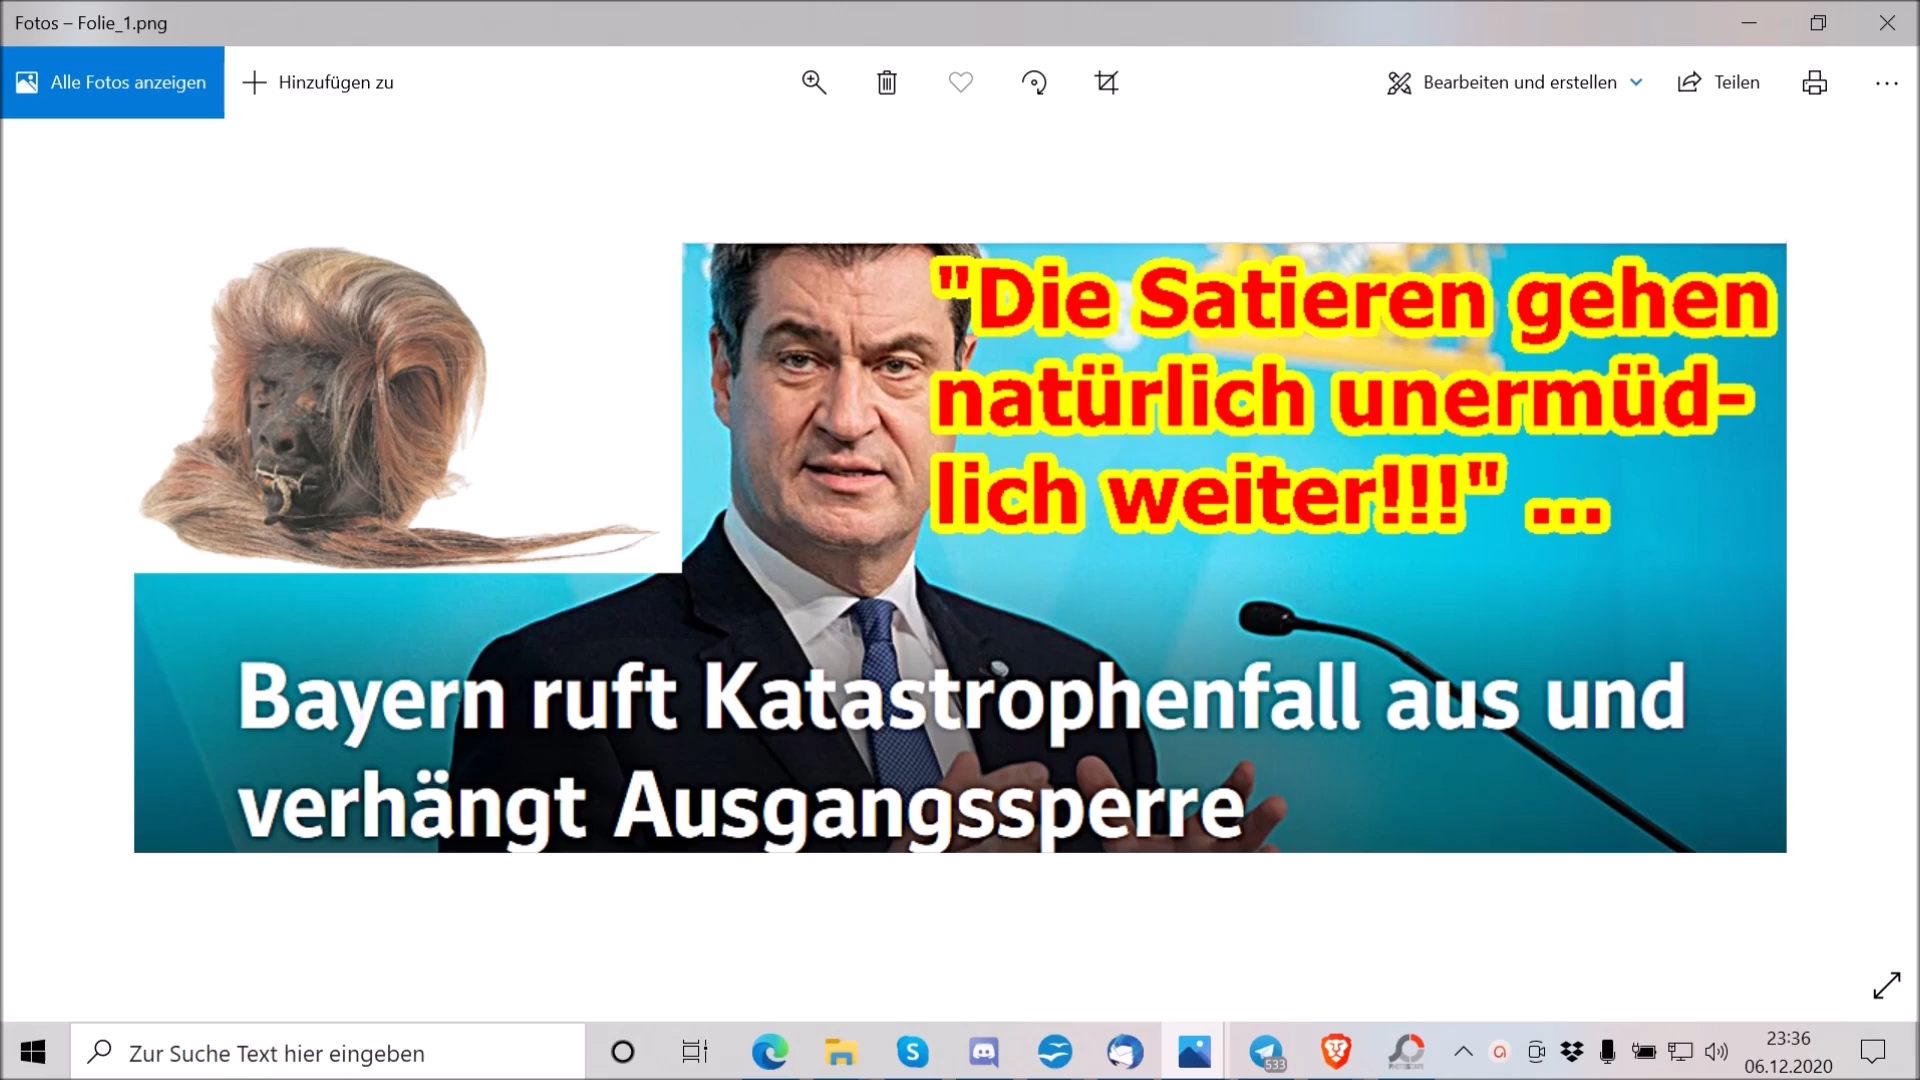 Fotos – Folie_1.png
Alle Fotos anzeigen
Hinzufügen zu
Bearbeiten und erstellen
Teilen
"Die Satieren gehen
natürlich unermüd-
lich weiter!!!" ...
Bayern ruft Katastrophenfall aus und
verhängt Ausgangssperre
Zur Suche Text hier eingeben
533
23:36
06.12.2020